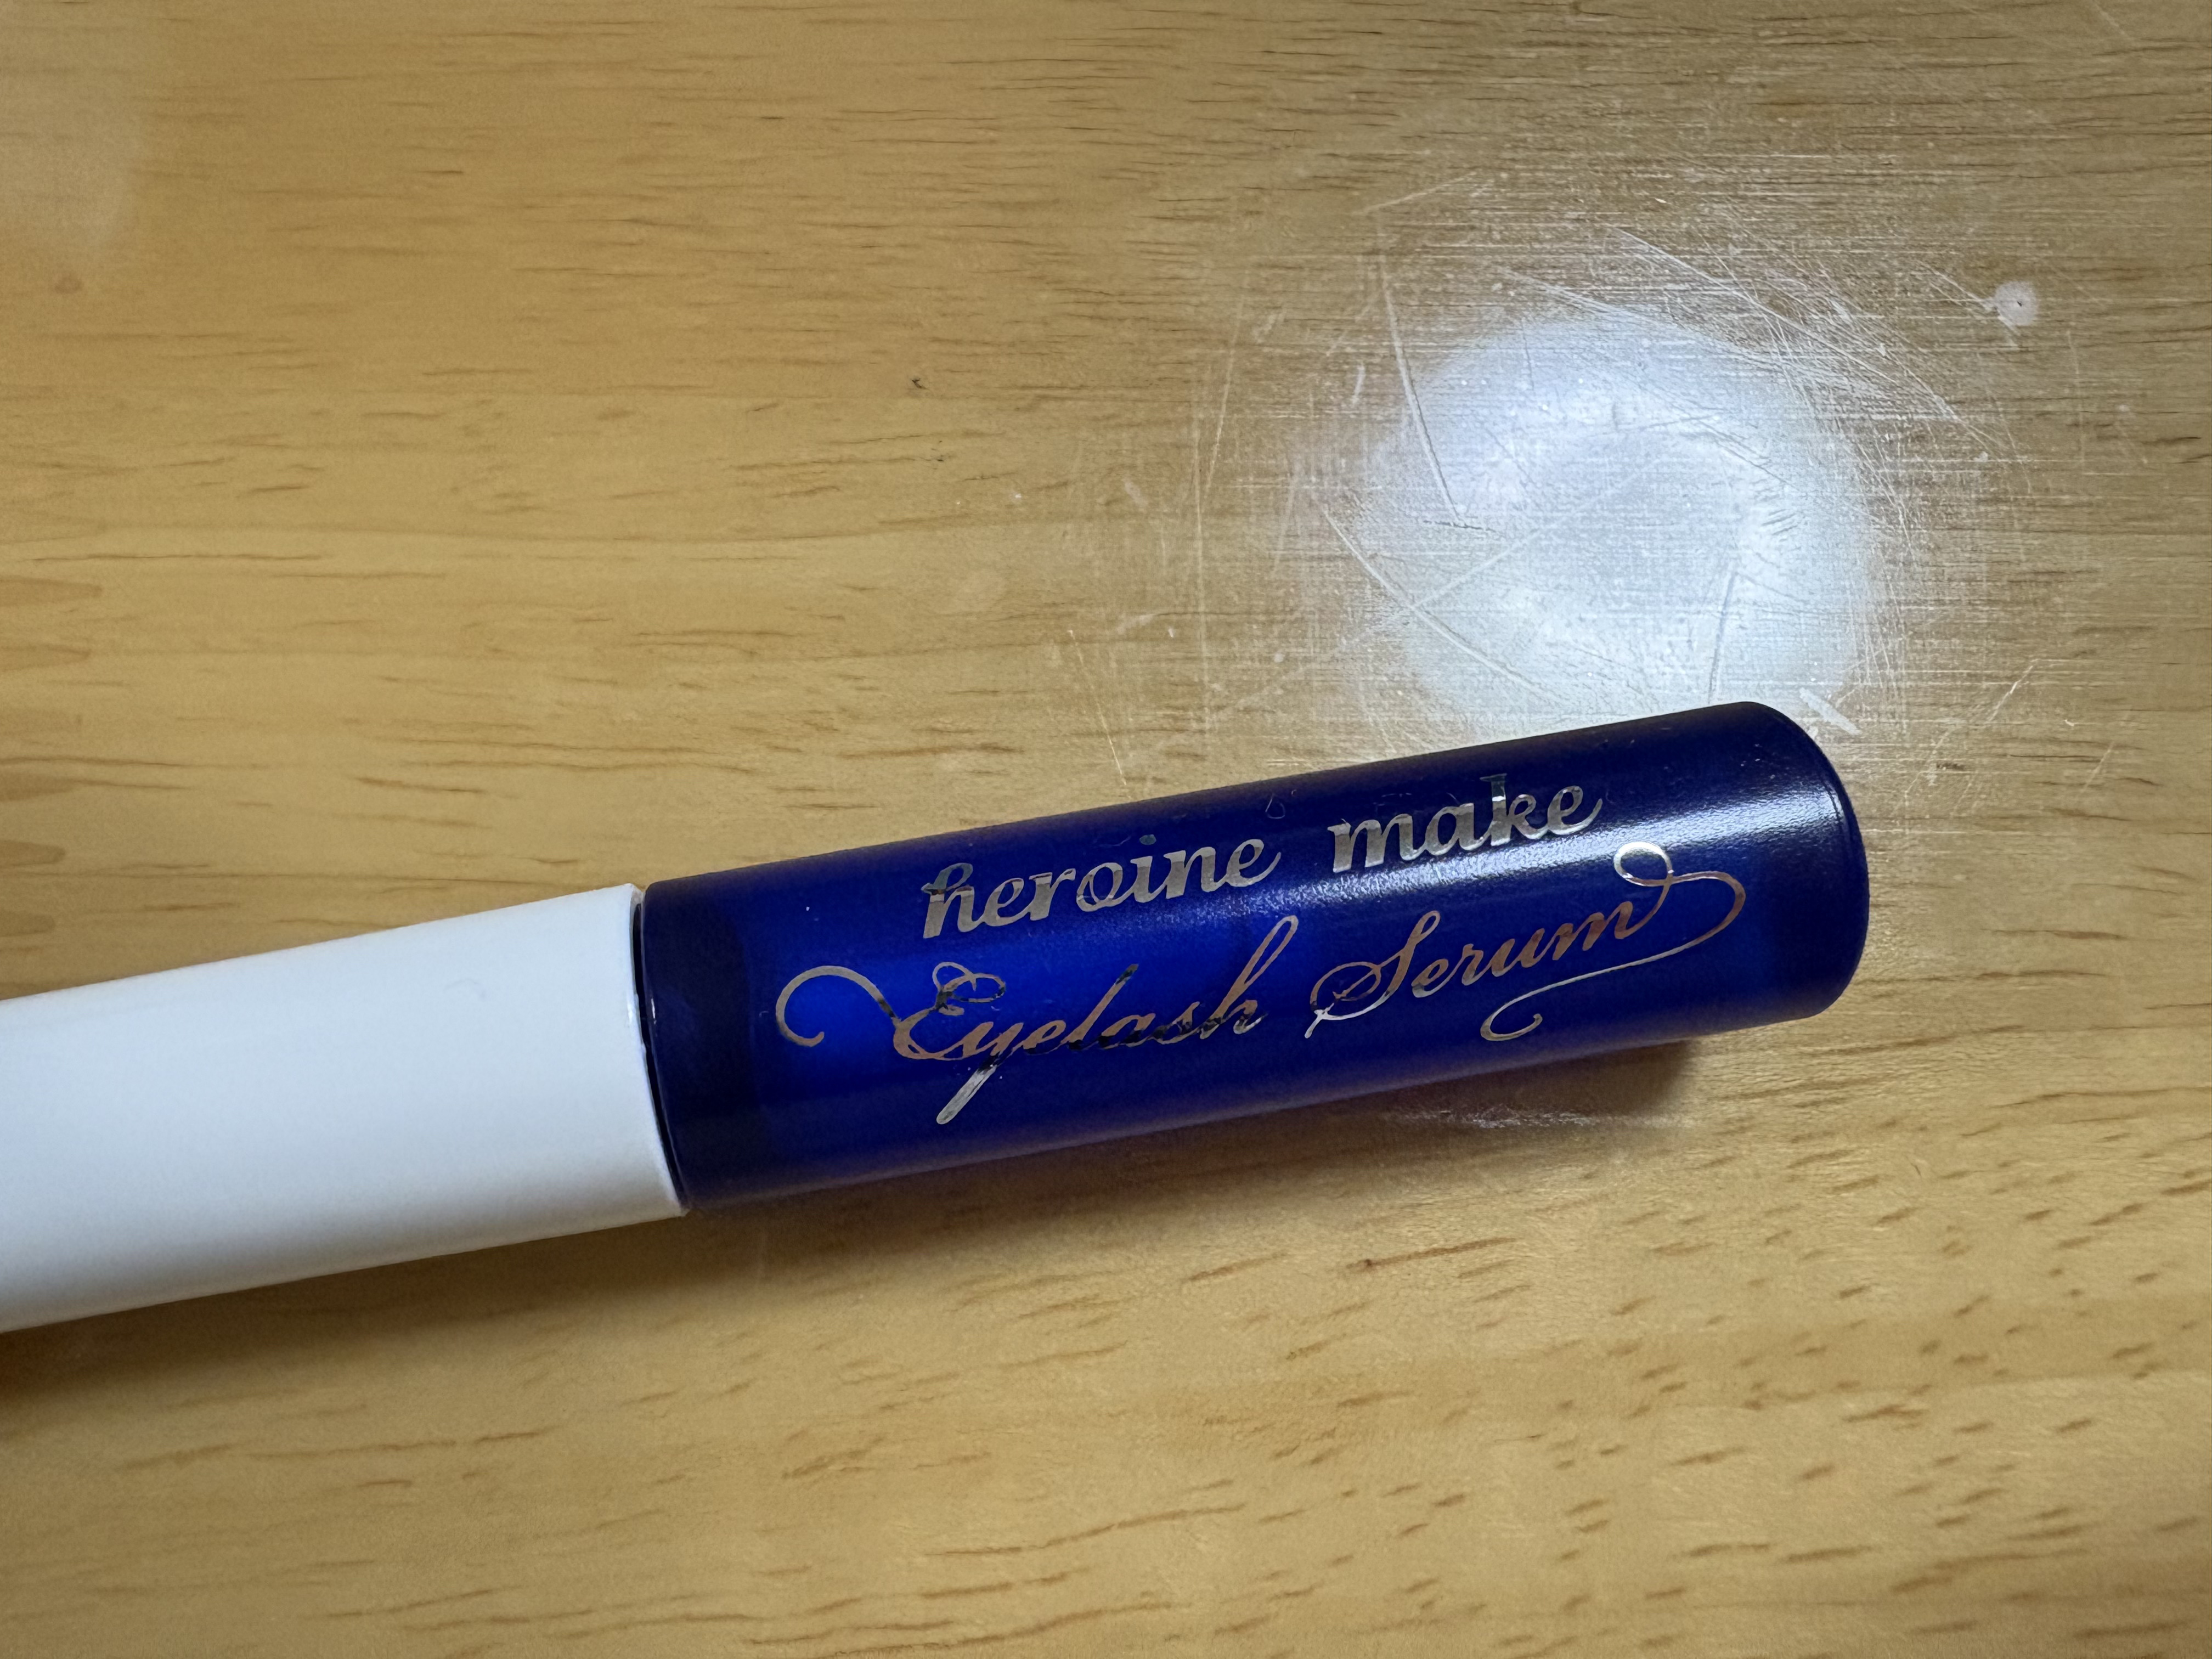 heroine make
Eyelash Serum